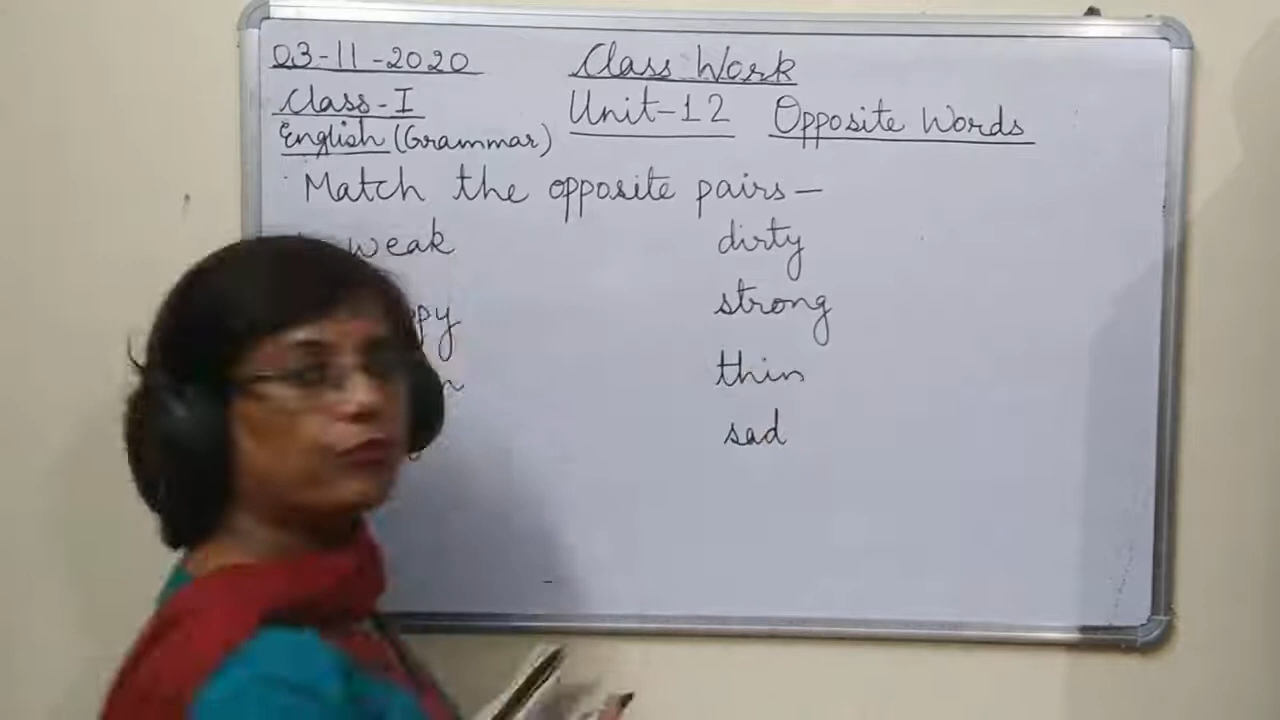 03-11-2020 Class Work
Class-I Unit-12 Opposite Words
English (Grammar)
Match the opposite pairs—
weak dirty
strong
thin
sad